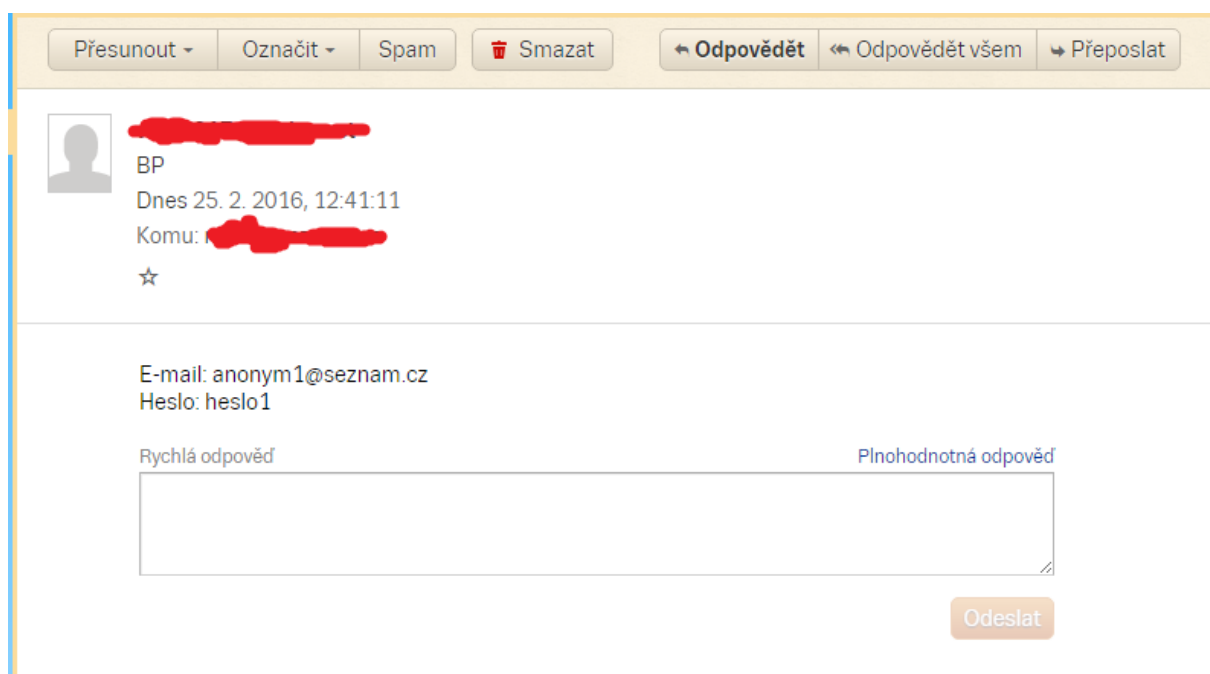 Přesunout Označit Spam Smazat Odpovědět Odpovědět všem Přeposlat
BP
Dnes 25. 2. 2016, 12:41:11
Komu:
E-mail: anonym1@seznam.cz
Heslo: heslo1
Rychlá odpověď Plnohodnotná odpověď
Odeslat